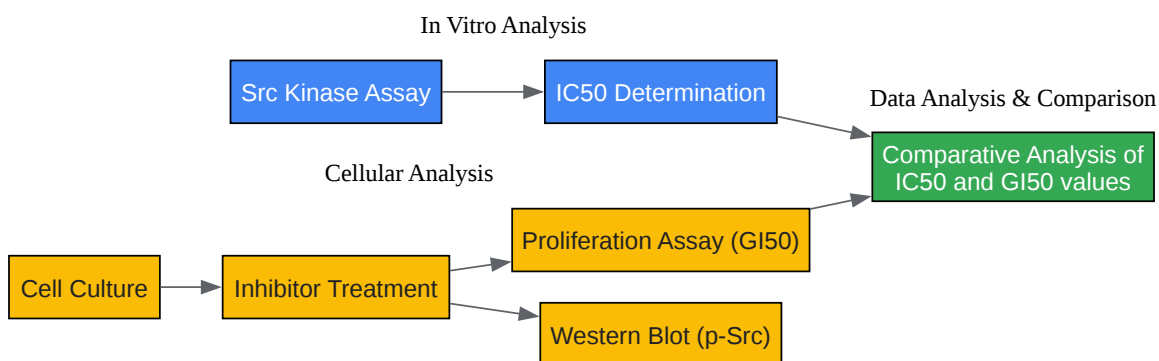 In Vitro Analysis
Src Kinase Assay
IC50 Determination
Data Analysis & Comparison
Comparative Analysis of
IC50 and GI50 values
Cellular Analysis
Proliferation Assay (GI50)
Cell Culture
Inhibitor Treatment
Western Blot (p-Src)